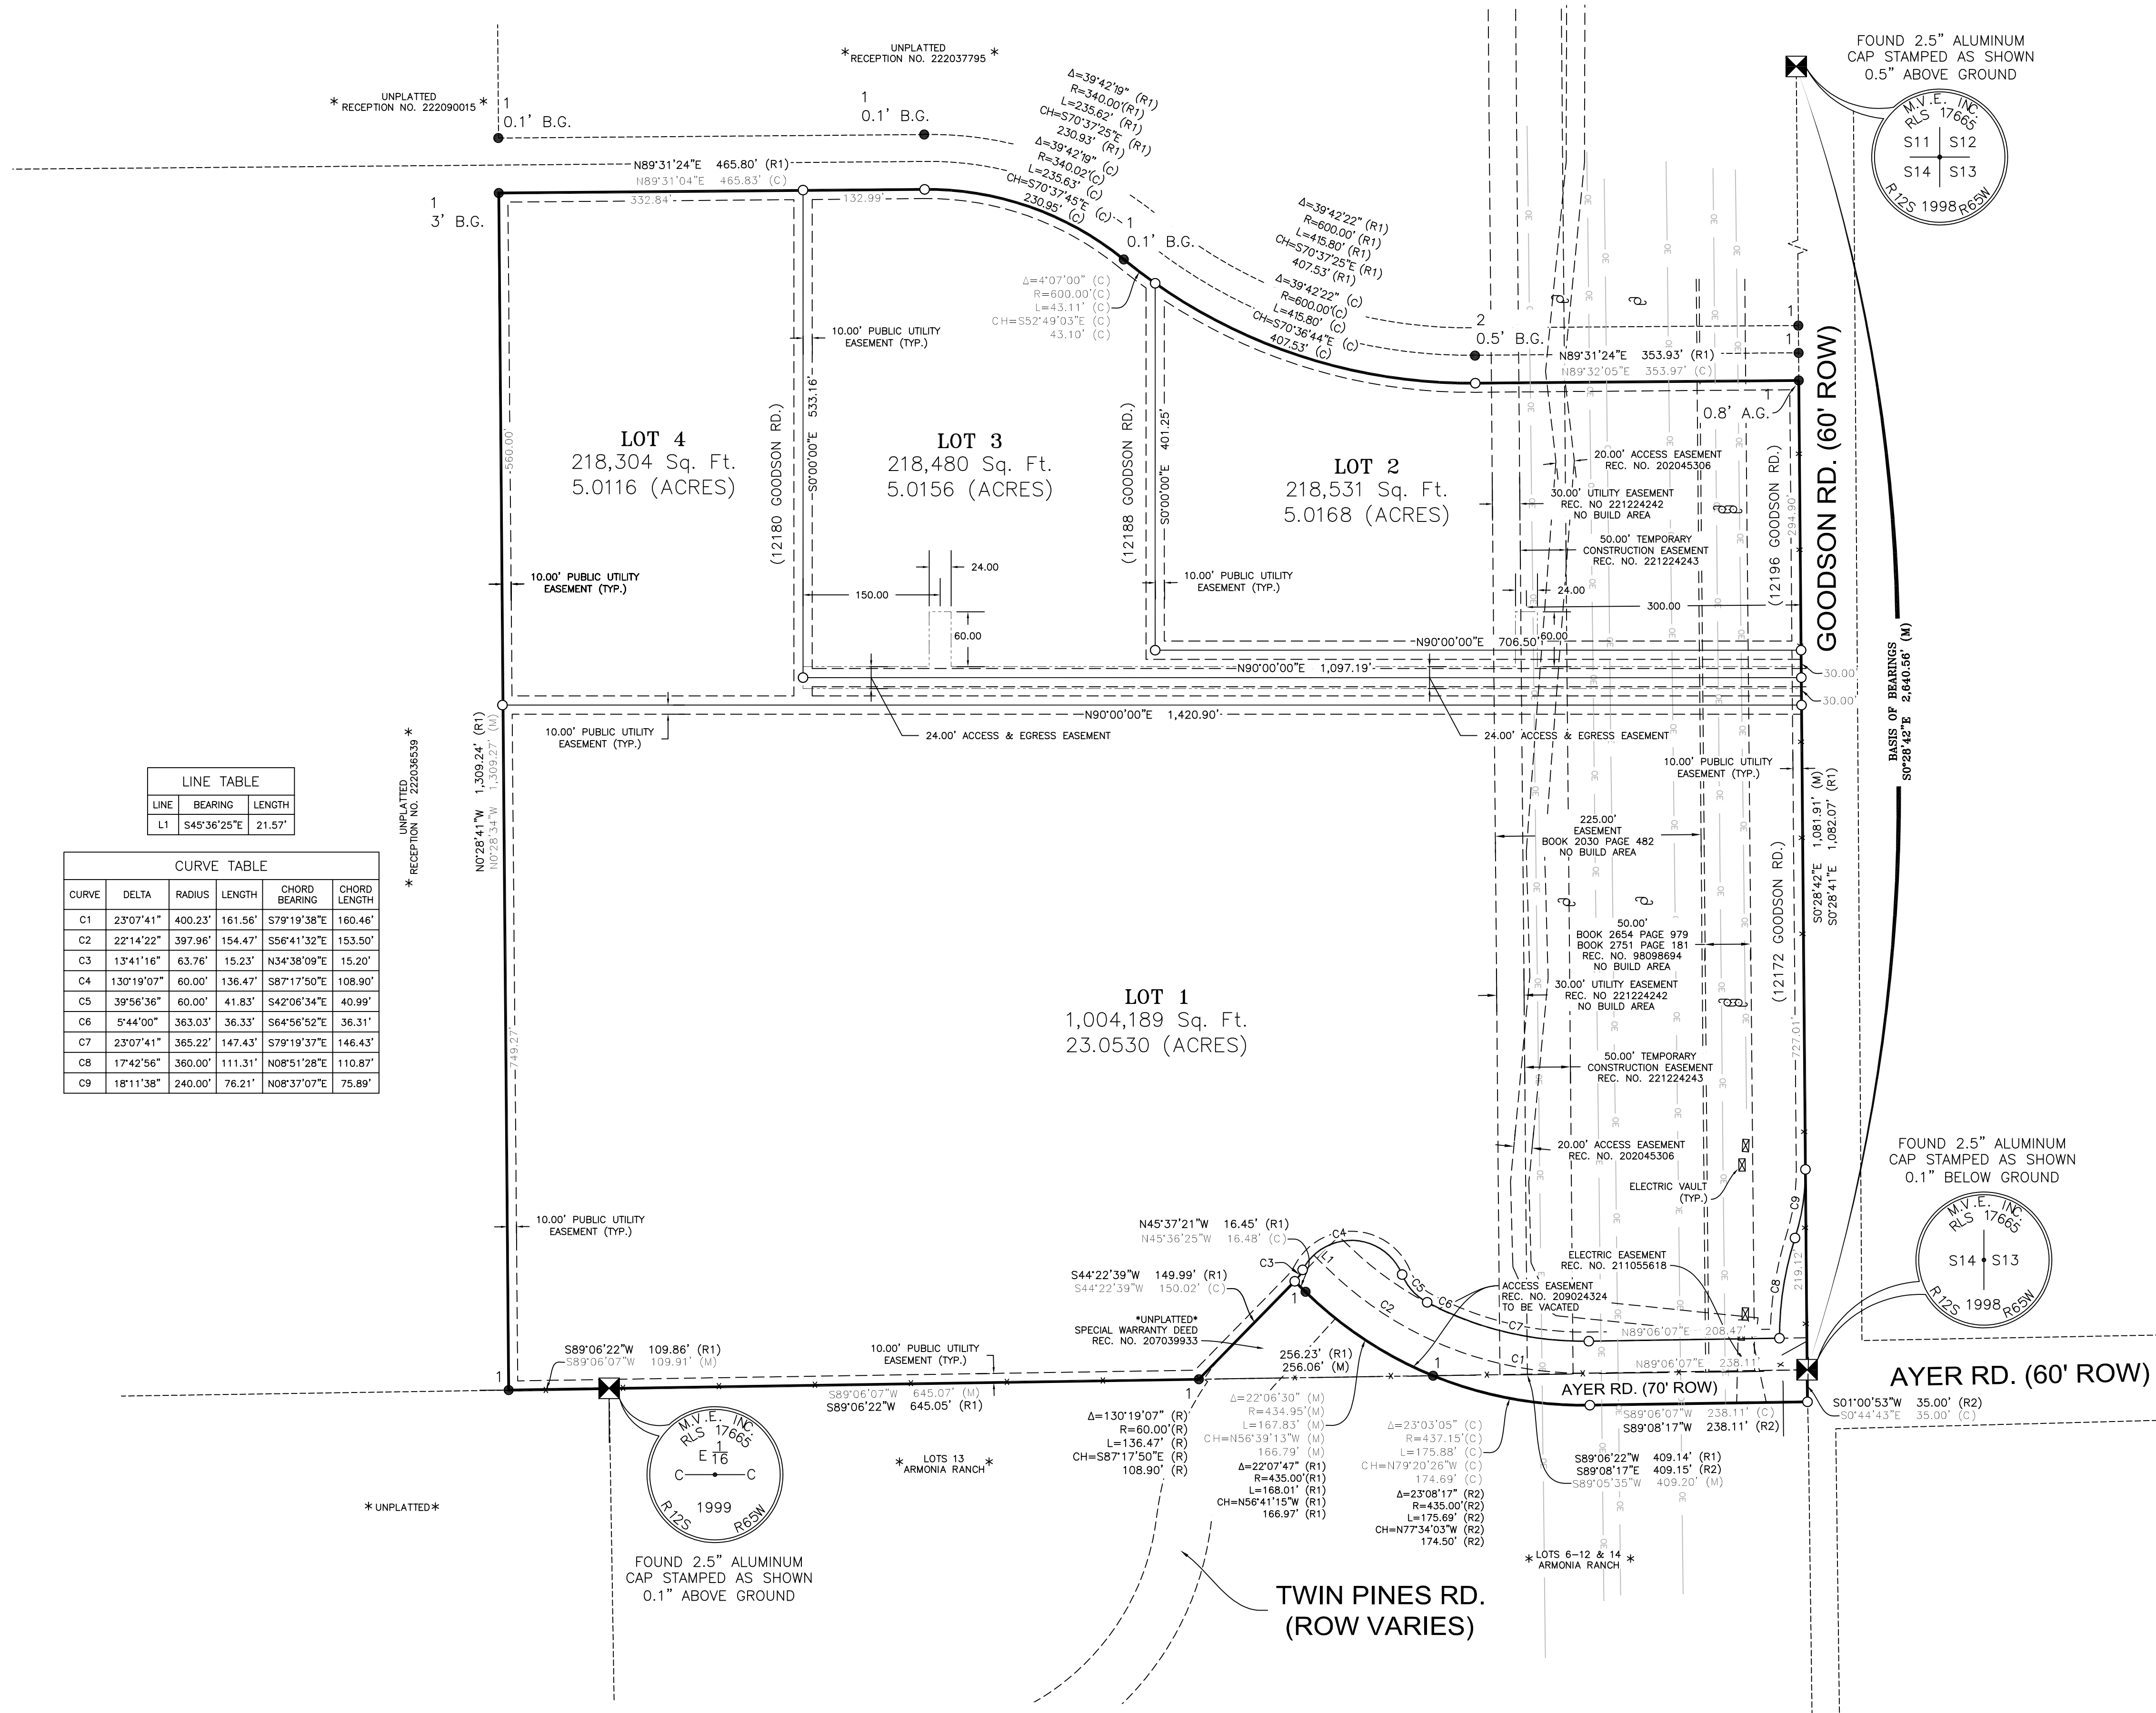 UNPLATTED
* RECEPTION NO. 222037795 *
UNPLATTED
* RECEPTION NO. 222090015 *
1
0.1' B.G.
1
0.1' B.G.
N89°31'24"E 465.80' (R1)
N89°31'04"E 465.83' (C)
332.84'
132.99'
1
3' B.G.
Δ=39°42'19" (R1)
R=340.00'(R1)
L=235.62' (R1)
CH=S70°37'25"E (R1)
230.93' (R1)
Δ=39°42'19" (C)
R=340.02'(C)
L=235.63' (C)
CH=S70°37'45"E (C)
230.95' (C)
1
0.1' B.G.
Δ=39°42'22" (R1)
R=600.00' (R1)
L=415.80' (R1)
CH=S70°37'25"E (R1)
407.53' (R1)
Δ=39°42'22" (C)
R=600.00'(C)
L=415.80' (C)
CH=S70°36'44"E (C)
407.53' (C)
Δ=4°07'00" (C)
R=600.00'(C)
L=43.11' (C)
CH=S52°49'03"E (C)
43.10' (C)
2
0.5' B.G.
N89°31'24"E 353.93' (R1)
N89°32'05"E 353.97' (C)
1
1
1
0.8' A.G.
FOUND 2.5" ALUMINUM
CAP STAMPED AS SHOWN
0.5" ABOVE GROUND
M.V.E. INC.
RLS 17665
S11 S12
S14 S13
R12S 1998 R65W
GOODSON RD. (60' ROW)
BASIS OF BEARINGS
S0°28'42"E 2,640.56' (M)
LOT 4
218,304 Sq. Ft.
5.0116 (ACRES)
LOT 3
218,480 Sq. Ft.
5.0156 (ACRES)
LOT 2
218,531 Sq. Ft.
5.0168 (ACRES)
10.00' PUBLIC UTILITY
EASEMENT (TYP.)
560.00'
10.00' PUBLIC UTILITY
EASEMENT (TYP.)
(12180 GOODSON RD.)
S0°00'00"E 533.16'
(12188 GOODSON RD.)
S0°00'00"E 401.25'
10.00' PUBLIC UTILITY
EASEMENT (TYP.)
24.00
150.00
60.00
20.00' ACCESS EASEMENT
REC. NO. 202045306
30.00' UTILITY EASEMENT
REC. NO 221224242
NO BUILD AREA
50.00' TEMPORARY
CONSTRUCTION EASEMENT
REC. NO. 221224243
24.00
300.00
60.00
(12196 GOODSON RD.)
294.90'
N90°00'00"E 706.50'
N90°00'00"E 1,097.19'
N90°00'00"E 1,420.90'
30.00'
30.00'
10.00' PUBLIC UTILITY
EASEMENT (TYP.)
24.00' ACCESS & EGRESS EASEMENT
24.00' ACCESS & EGRESS EASEMENT
10.00' PUBLIC UTILITY
EASEMENT (TYP.)
UNPLATTED
* RECEPTION NO. 222036539 *
N0°28'41"W 1,309.24' (R1)
N0°28'34"W 1,309.27' (M)
749.27'
LINE TABLE
LINE BEARING LENGTH
L1 S45°36'25"E 21.57'
CURVE TABLE
CURVE DELTA RADIUS LENGTH CHORD BEARING CHORD LENGTH
C1 23°07'41" 400.23' 161.56' S79°19'38"E 160.46'
C2 22°14'22" 397.96' 154.47' S56°41'32"E 153.50'
C3 13°41'16" 63.76' 15.23' N34°38'09"E 15.20'
C4 130°19'07" 60.00' 136.47' S87°17'50"E 108.90'
C5 39°56'36" 60.00' 41.83' S42°06'34"E 40.99'
C6 5°44'00" 363.03' 36.33' S64°56'52"E 36.31'
C7 23°07'41" 365.22' 147.43' S79°19'37"E 146.43'
C8 17°42'56" 360.00' 111.31' N08°51'28"E 110.87'
C9 18°11'38" 240.00' 76.21' N08°37'07"E 75.89'
225.00'
EASEMENT
BOOK 2030 PAGE 482
NO BUILD AREA
50.00'
BOOK 2654 PAGE 979
BOOK 2751 PAGE 181
REC. NO. 98098694
NO BUILD AREA
30.00' UTILITY EASEMENT
REC. NO 221224242
NO BUILD AREA
50.00' TEMPORARY
CONSTRUCTION EASEMENT
REC. NO. 221224243
20.00' ACCESS EASEMENT
REC. NO. 202045306
ELECTRIC VAULT
(TYP.)
(12172 GOODSON RD.)
S0°28'42"E 1,081.91' (M)
S0°28'41"E 1,082.07' (R1)
727.01'
LOT 1
1,004,189 Sq. Ft.
23.0530 (ACRES)
FOUND 2.5" ALUMINUM
CAP STAMPED AS SHOWN
0.1" BELOW GROUND
M.V.E. INC.
RLS 17665
S14 S13
R12S 1998 R65W
10.00' PUBLIC UTILITY
EASEMENT (TYP.)
N45°37'21"W 16.45' (R1)
N45°36'25"W 16.48' (C)
C3
C4
L1
C5
C6
C7
C2
C1
C8
C9
219.12'
S44°22'39"W 149.99' (R1)
S44°22'39"W 150.02' (C)
1
ELECTRIC EASEMENT
REC. NO. 211055618
ACCESS EASEMENT
REC. NO. 209024324
TO BE VACATED
*UNPLATTED*
SPECIAL WARRANTY DEED
REC. NO. 207039933
N89°06'07"E 208.47'
N89°06'07"E 238.11'
256.23' (R1)
256.06' (M)
1
AYER RD. (70' ROW)
AYER RD. (60' ROW)
S89°06'22"W 109.86' (R1)
S89°06'07"W 109.91' (M)
1
10.00' PUBLIC UTILITY
EASEMENT (TYP.)
S89°06'07"W 645.07' (M)
S89°06'22"W 645.05' (R1)
1
S01°00'53"W 35.00' (R2)
S0°44'43"E 35.00' (C)
S89°06'07"W 238.11' (C)
S89°08'17"W 238.11' (R2)
M.V.E. INC.
RLS 17665
E 1/16
C C
1999
R12S R65W
FOUND 2.5" ALUMINUM
CAP STAMPED AS SHOWN
0.1" ABOVE GROUND
Δ=130°19'07" (R)
R=60.00'(R)
L=136.47' (R)
CH=S87°17'50"E (R)
108.90' (R)
Δ=22°06'30" (M)
R=434.95'(M)
L=167.83' (M)
CH=N56°39'13"W (M)
166.79' (M)
Δ=22°07'47" (R1)
R=435.00'(R1)
L=168.01' (R1)
CH=N56°41'15"W (R1)
166.97' (R1)
Δ=23°03'05" (C)
R=437.15'(C)
L=175.88' (C)
CH=N79°20'26"W (C)
174.69' (C)
Δ=23°08'17" (R2)
R=435.00'(R2)
L=175.69' (R2)
CH=N77°34'03"W (R2)
174.50' (R2)
S89°06'22"W 409.14' (R1)
S89°08'17"E 409.15' (R2)
S89°05'35"W 409.20' (M)
* LOTS 13 *
ARMONIA RANCH
*UNPLATTED*
* LOTS 6-12 & 14 *
ARMONIA RANCH
TWIN PINES RD.
(ROW VARIES)